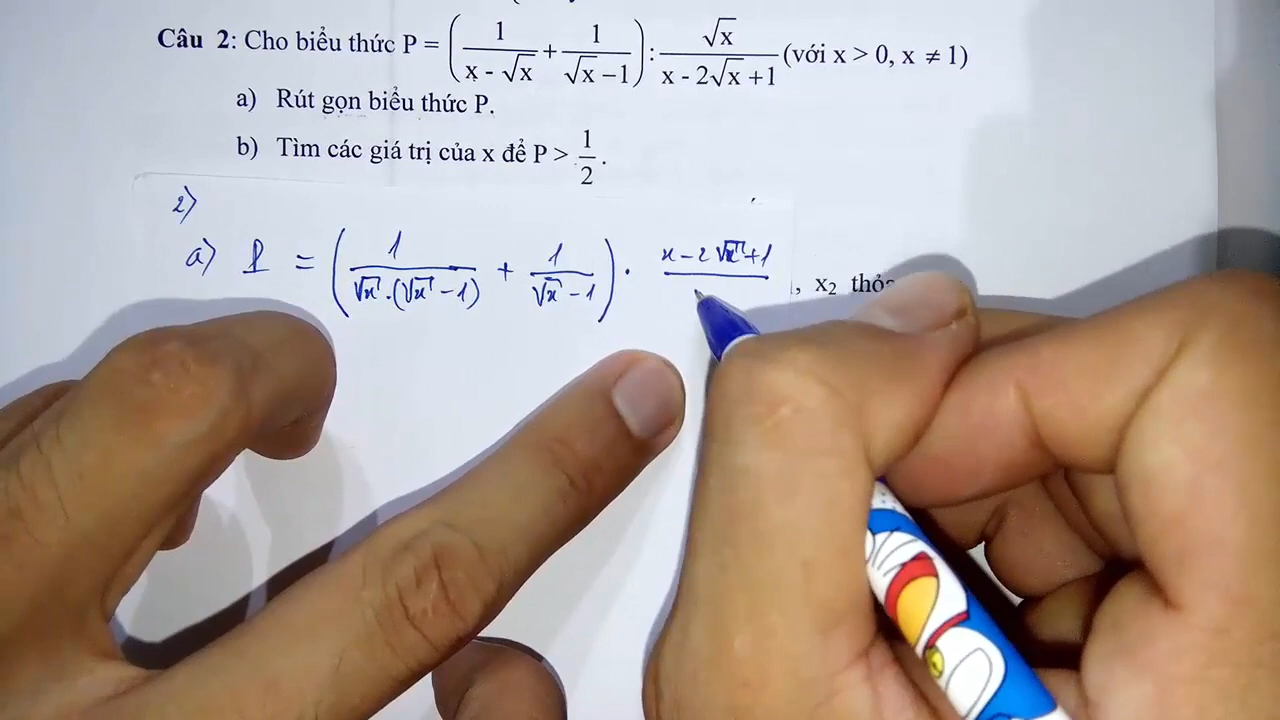 Câu 2: Cho biểu thức P = (1/(x - √x) + 1/(√x - 1)) : √x/(x - 2√x + 1) (với x > 0, x ≠ 1)
a) Rút gọn biểu thức P.
b) Tìm các giá trị của x để P > 1/2.
2)
a) P = (1/(√x.(√x - 1)) + 1/(√x - 1)) . (x - 2√x + 1)/
, x₂ thỏ